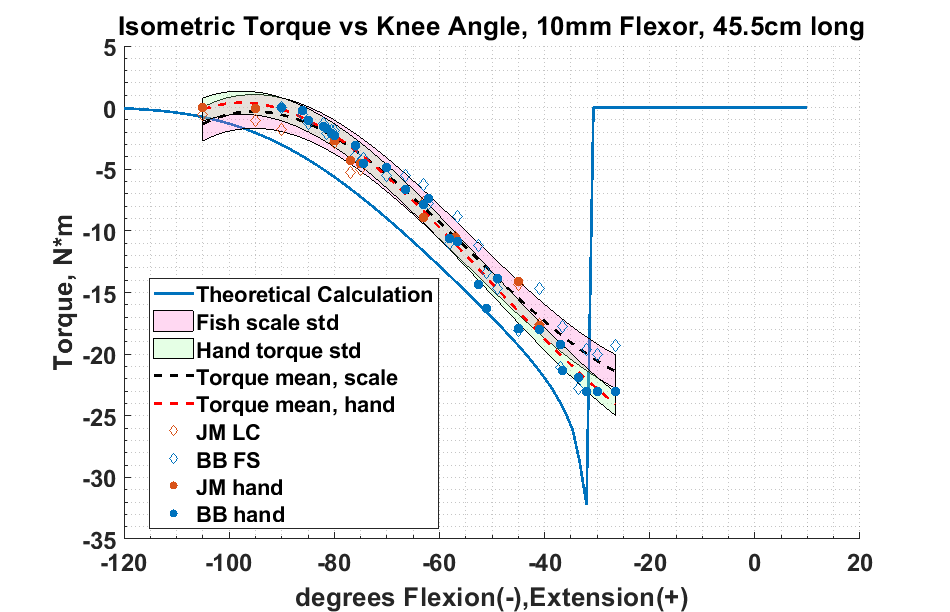 Isometric Torque vs Knee Angle, 10mm Flexor, 45.5cm long
Torque, N*m
5
0
-5
-10
-15
-20
-25
-30
-35
Theoretical Calculation
Fish scale std
Hand torque std
Torque mean, scale
Torque mean, hand
JM LC
BB FS
JM hand
BB hand
-120 -100 -80 -60 -40 -20 0 20
degrees Flexion(-),Extension(+)